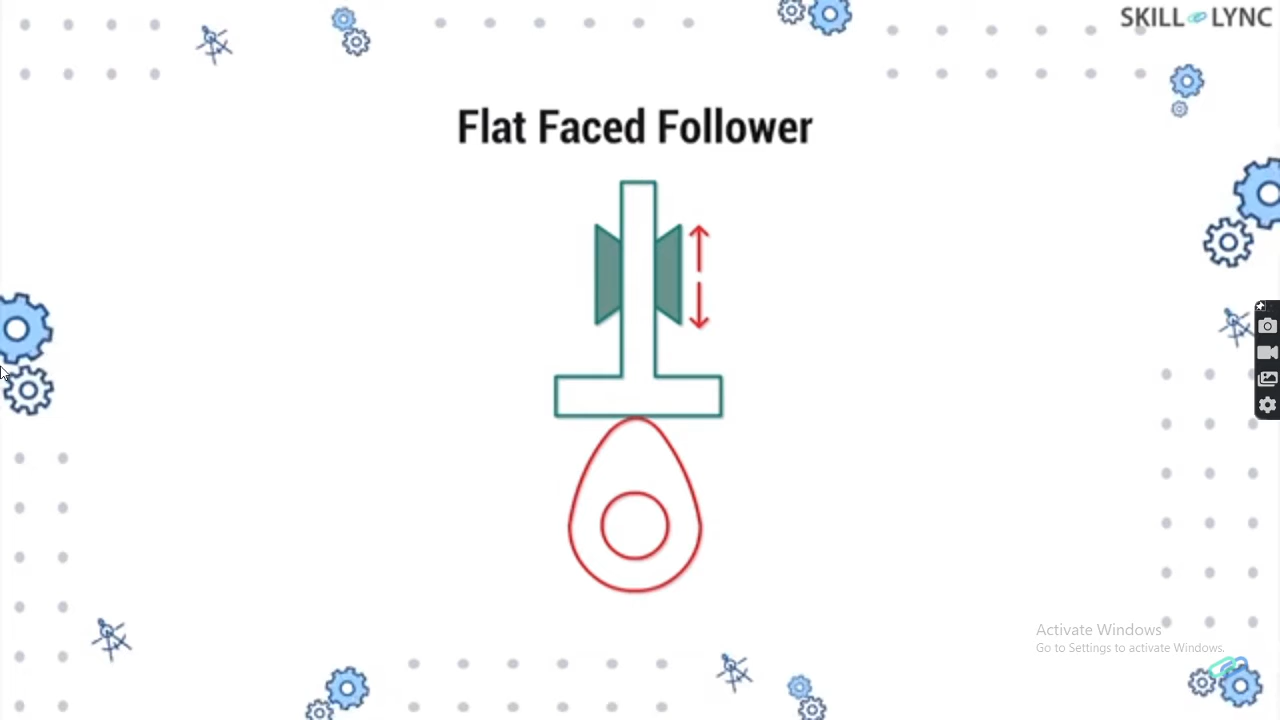 SKILL LYNC
Flat Faced Follower
Activate Windows
Go to Settings to activate Windows.